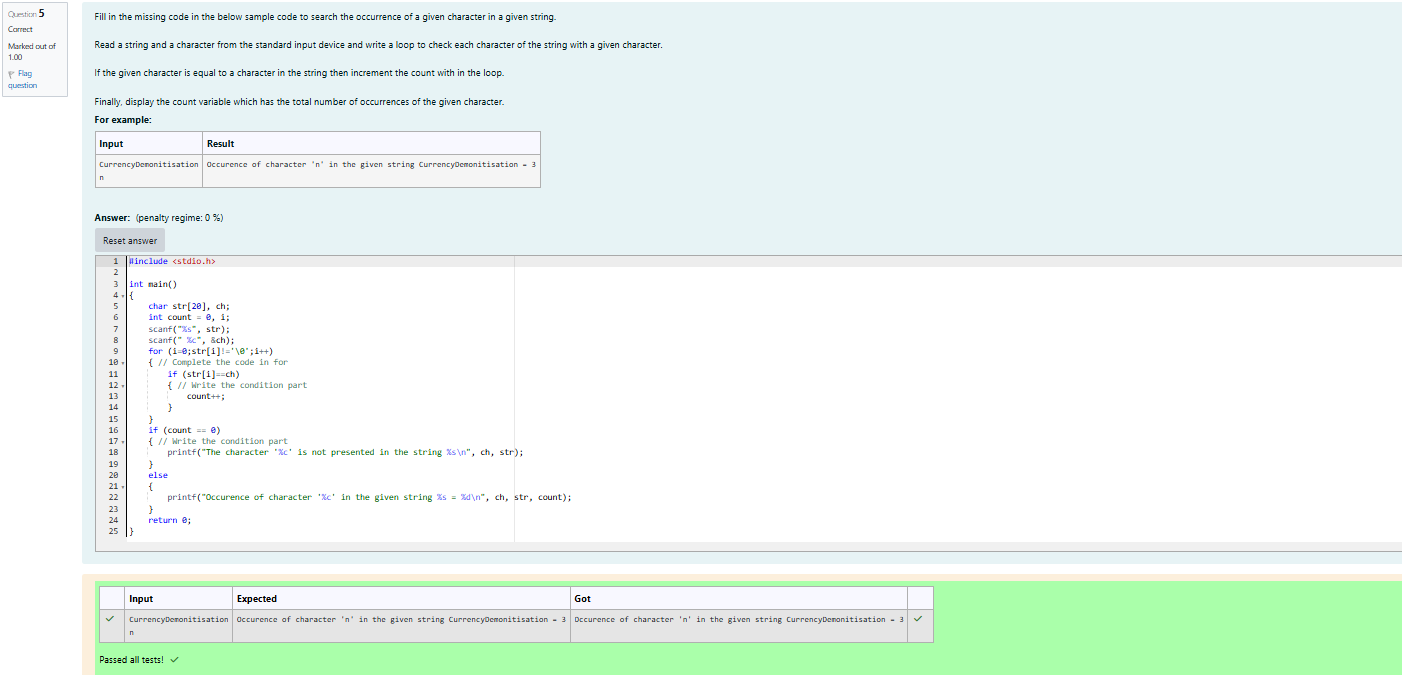 Question 5
Correct
Marked out of
1.00
Flag
question
Fill in the missing code in the below sample code to search the occurrence of a given character in a given string.
Read a string and a character from the standard input device and write a loop to check each character of the string with a given character.
If the given character is equal to a character in the string then increment the count with in the loop.
Finally, display the count variable which has the total number of occurrences of the given character.
For example:
Input Result
CurrencyDemonitisation Occurence of character 'n' in the given string CurrencyDemonitisation = 3
n
Answer: (penalty regime: 0 %)
Reset answer
1 #include <stdio.h>
2
3 int main()
4 {
5 char str[20], ch;
6 int count = 0, i;
7 scanf("%s", str);
8 scanf(" %c", &ch);
9 for (i=0;str[i]!='\0';i++)
10 { // Complete the code in for
11 if (str[i]==ch)
12 { // Write the condition part
13 count++;
14 }
15 }
16 if (count == 0)
17 { // Write the condition part
18 printf("The character '%c' is not presented in the string %s\n", ch, str);
19 }
20 else
21 {
22 printf("Occurence of character '%c' in the given string %s = %d\n", ch, str, count);
23 }
24 return 0;
25 }
Input Expected Got
CurrencyDemonitisation Occurence of character 'n' in the given string CurrencyDemonitisation = 3 Occurence of character 'n' in the given string CurrencyDemonitisation = 3
n
Passed all tests!